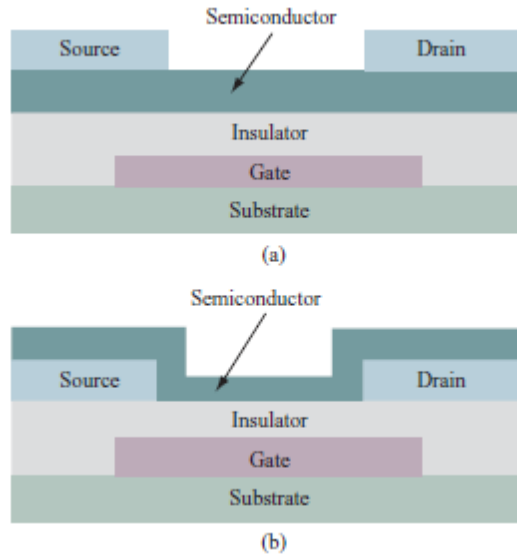 Semiconductor
Source Drain
Insulator
Gate
Substrate
(a)
Semiconductor
Source Drain
Insulator
Gate
Substrate
(b)